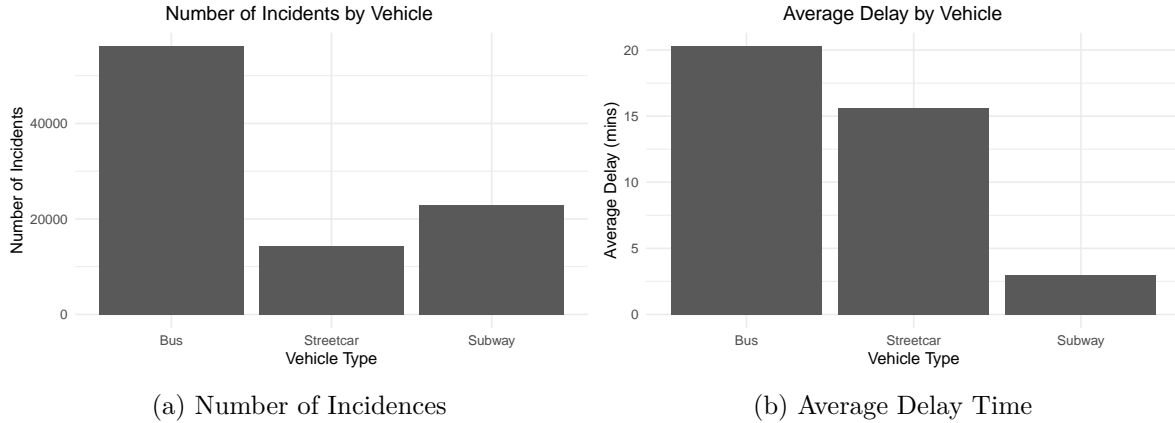 Number of Incidents by Vehicle
Number of Incidents
40000
20000
0
Bus Streetcar Subway
Vehicle Type
(a) Number of Incidences
Average Delay by Vehicle
Average Delay (mins)
20
15
10
5
0
Bus Streetcar Subway
Vehicle Type
(b) Average Delay Time